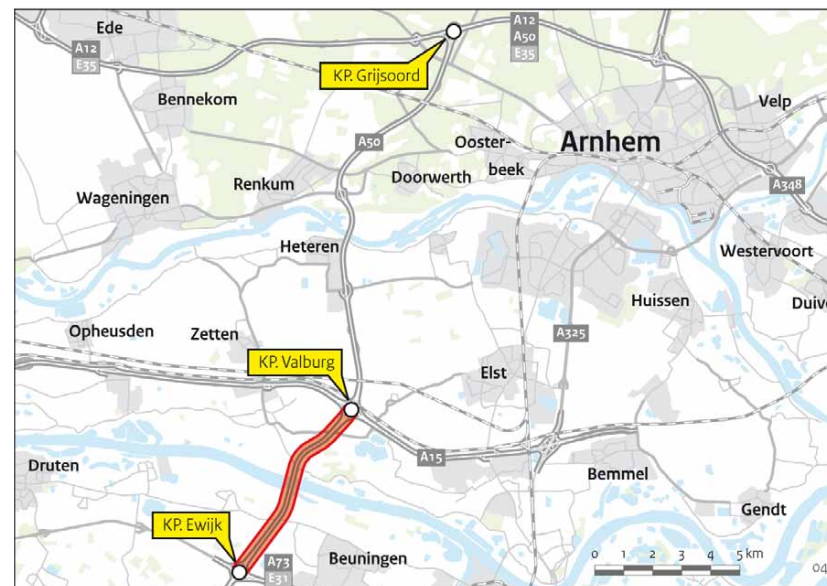 Ede
A12
E35
KP. Grijsoord
A12
A50
E35
Bennekom
Velp
A50
Ooster-
beek
Arnhem
Wageningen
Renkum
Doorwerth
A348
Heteren
Westervoort
Huissen
Duiv
Opheusden
Zetten
A325
KP. Valburg
Elst
Druten
A15
Bemmel
Gendt
KP. Ewijk
A73
E31
Beuningen
0 1 2 3 4 5 km
04